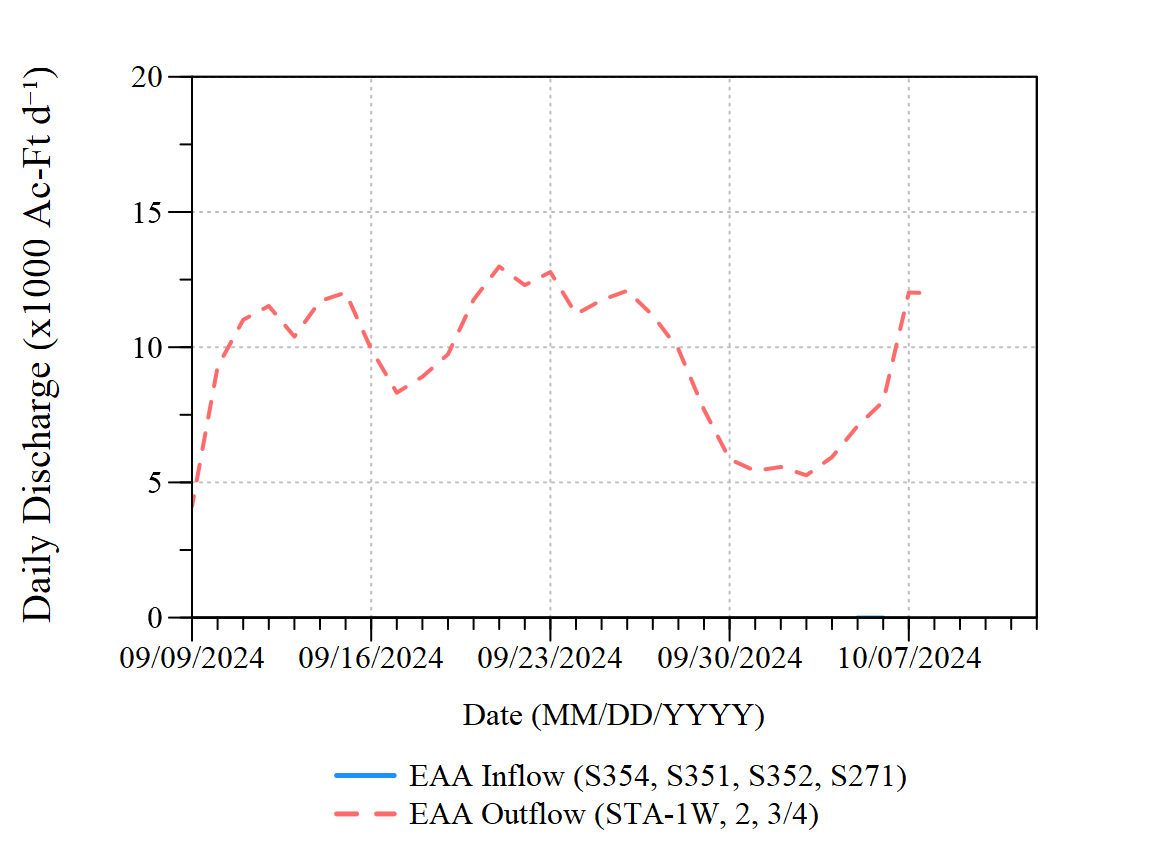 Daily Discharge (x1000 Ac-Ft d⁻¹)
20
15
10
5
0
09/09/2024 09/16/2024 09/23/2024 09/30/2024 10/07/2024
Date (MM/DD/YYYY)
EAA Inflow (S354, S351, S352, S271)
EAA Outflow (STA-1W, 2, 3/4)